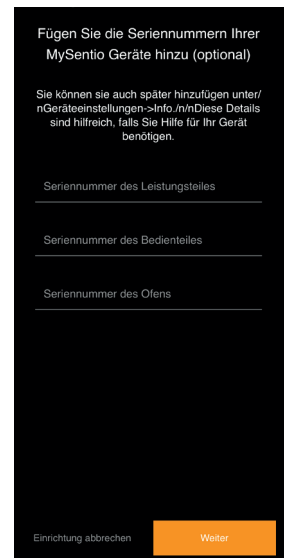 Fügen Sie die Seriennummern Ihrer
MySentio Geräte hinzu (optional)
Sie können sie auch später hinzufügen unter/
nGeräteeinstellungen->Info./n/nDiese Details
sind hilfreich, falls Sie Hilfe für Ihr Gerät
benötigen.
Seriennummer des Leistungsteiles
Seriennummer des Bedienteiles
Seriennummer des Ofens
Einrichtung abbrechen
Weiter